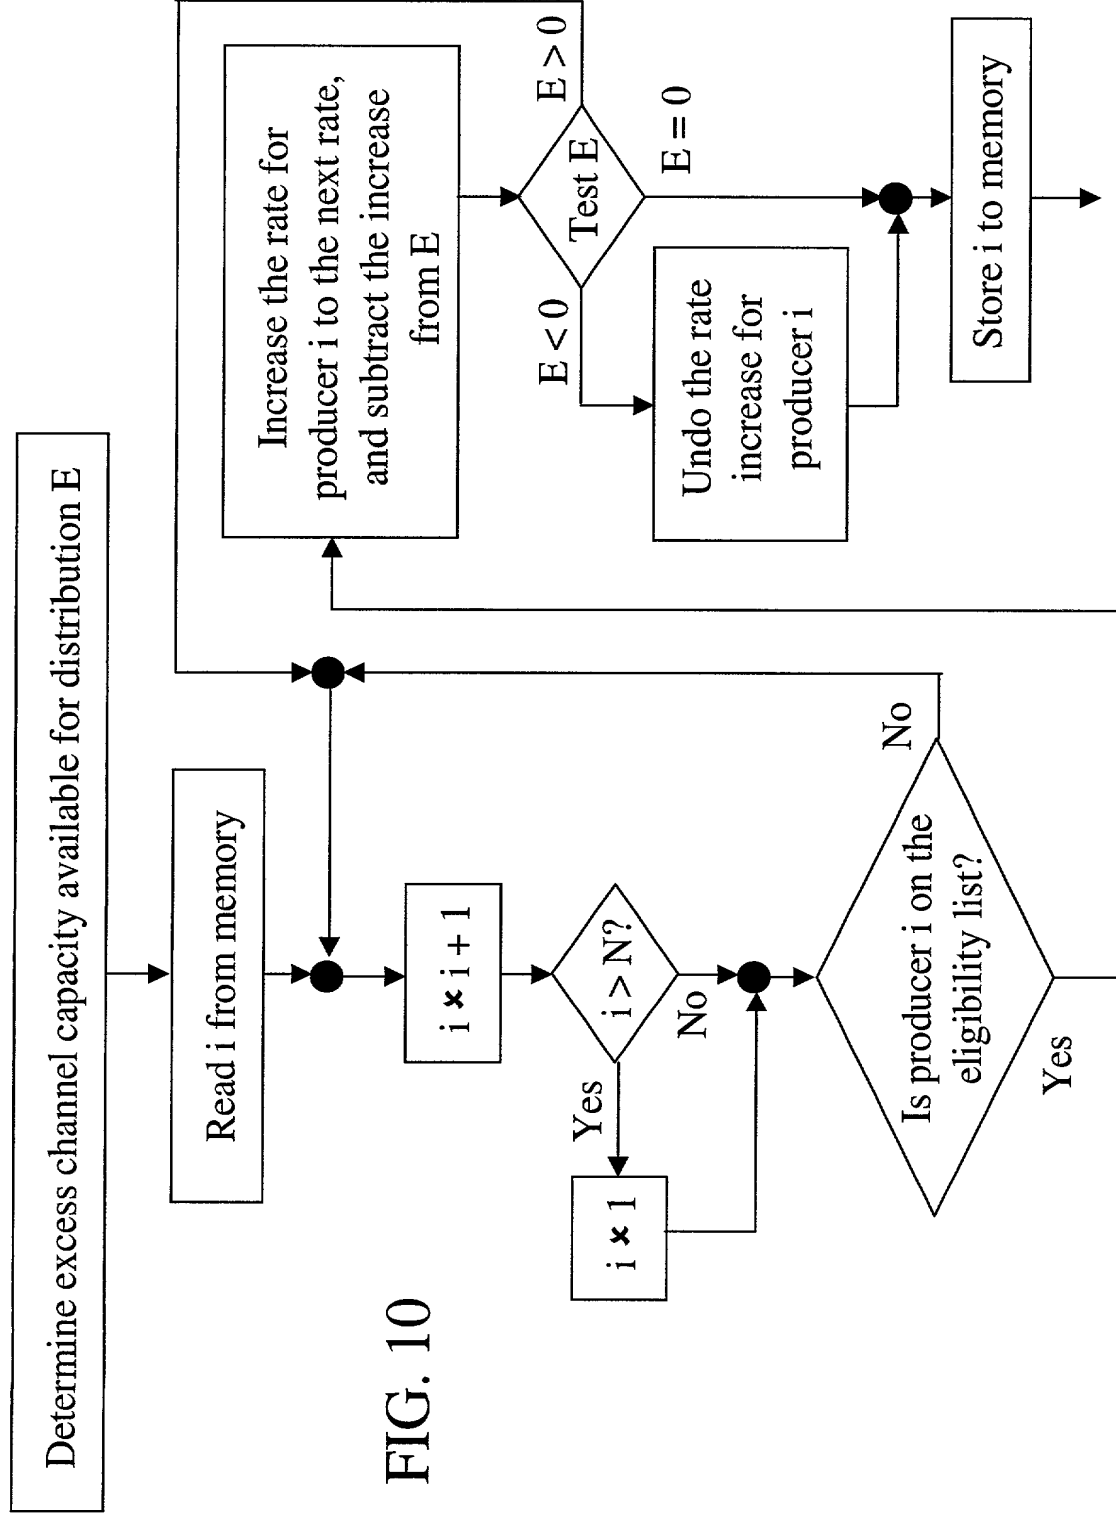 Determine excess channel capacity available for distribution E
Read i from memory
i × i + 1
i > N?
Yes
No
i × 1
Is producer i on the
eligibility list?
No
Yes
Increase the rate for
producer i to the next rate,
and subtract the increase
from E
Test E
E > 0
E < 0
E = 0
Undo the rate
increase for
producer i
Store i to memory
FIG. 10